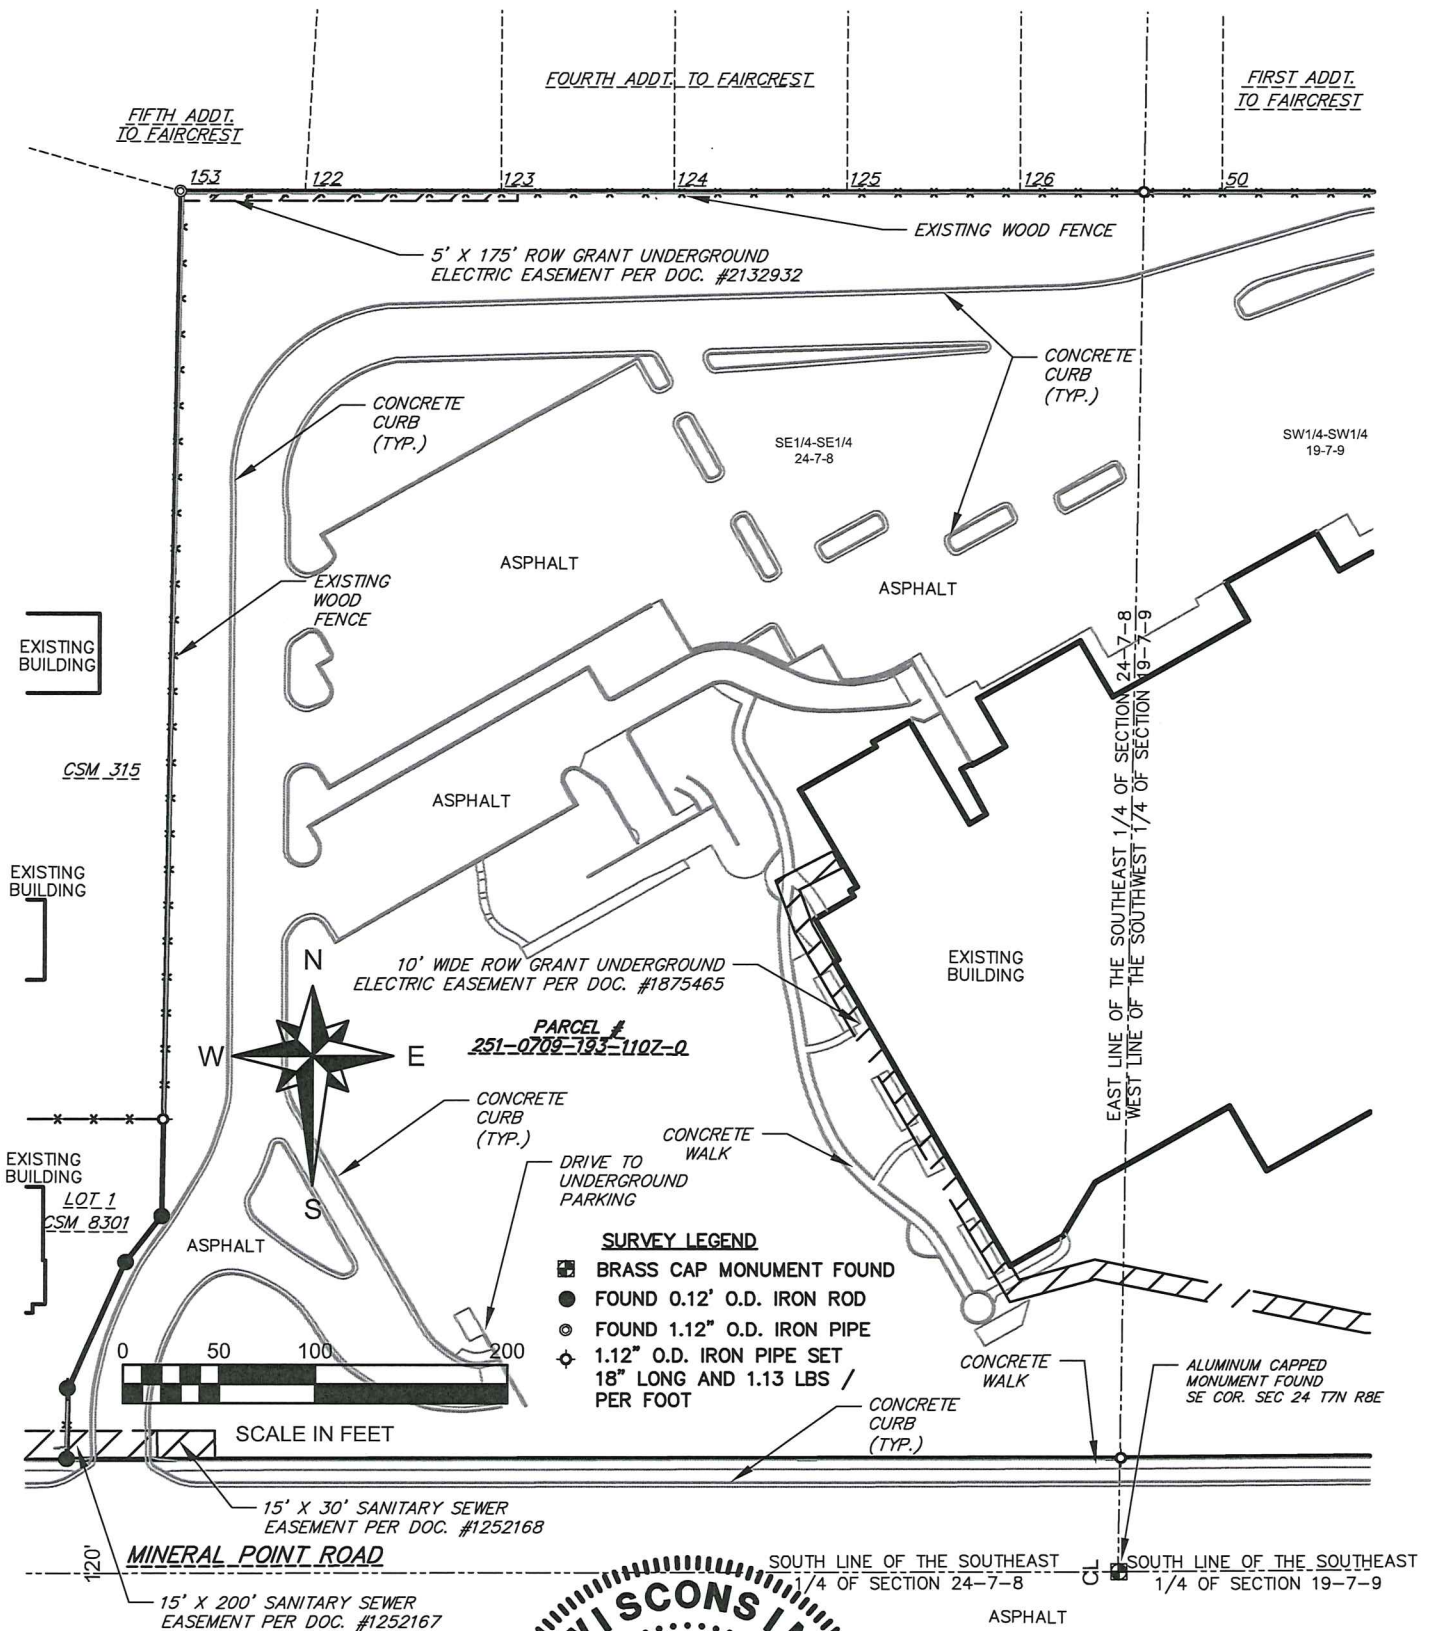 FOURTH ADDT. TO FAIRCREST
FIRST ADDT.
TO FAIRCREST
FIFTH ADDT.
TO FAIRCREST
153
122
123
124
125
126
50
EXISTING WOOD FENCE
5' X 175' ROW GRANT UNDERGROUND
ELECTRIC EASEMENT PER DOC. #2132932
CONCRETE
CURB
(TYP.)
CONCRETE
CURB
(TYP.)
SE1/4-SE1/4
24-7-8
SW1/4-SW1/4
19-7-9
ASPHALT
ASPHALT
EXISTING
WOOD
FENCE
EXISTING
BUILDING
EAST LINE OF THE SOUTHEAST 1/4 OF SECTION 24-7-8
WEST LINE OF THE SOUTHWEST 1/4 OF SECTION 19-7-9
CSM 315
ASPHALT
EXISTING
BUILDING
EXISTING
BUILDING
10' WIDE ROW GRANT UNDERGROUND
ELECTRIC EASEMENT PER DOC. #1875465
N
W
E
S
PARCEL #
251-0709-193-1107-0
CONCRETE
CURB
(TYP.)
CONCRETE
WALK
DRIVE TO
UNDERGROUND
PARKING
EXISTING
BUILDING
LOT 1
CSM 8301
ASPHALT
SURVEY LEGEND
BRASS CAP MONUMENT FOUND
FOUND 0.12' O.D. IRON ROD
FOUND 1.12" O.D. IRON PIPE
1.12" O.D. IRON PIPE SET
18" LONG AND 1.13 LBS /
PER FOOT
0 50 100 200
SCALE IN FEET
CONCRETE
WALK
ALUMINUM CAPPED
MONUMENT FOUND
SE COR. SEC 24 T7N R8E
CONCRETE
CURB
(TYP.)
15' X 30' SANITARY SEWER
EASEMENT PER DOC. #1252168
120'
MINERAL POINT ROAD
SOUTH LINE OF THE SOUTHEAST
1/4 OF SECTION 24-7-8
CL
SOUTH LINE OF THE SOUTHEAST
1/4 OF SECTION 19-7-9
15' X 200' SANITARY SEWER
EASEMENT PER DOC. #1252167
WISCONSIN
ASPHALT